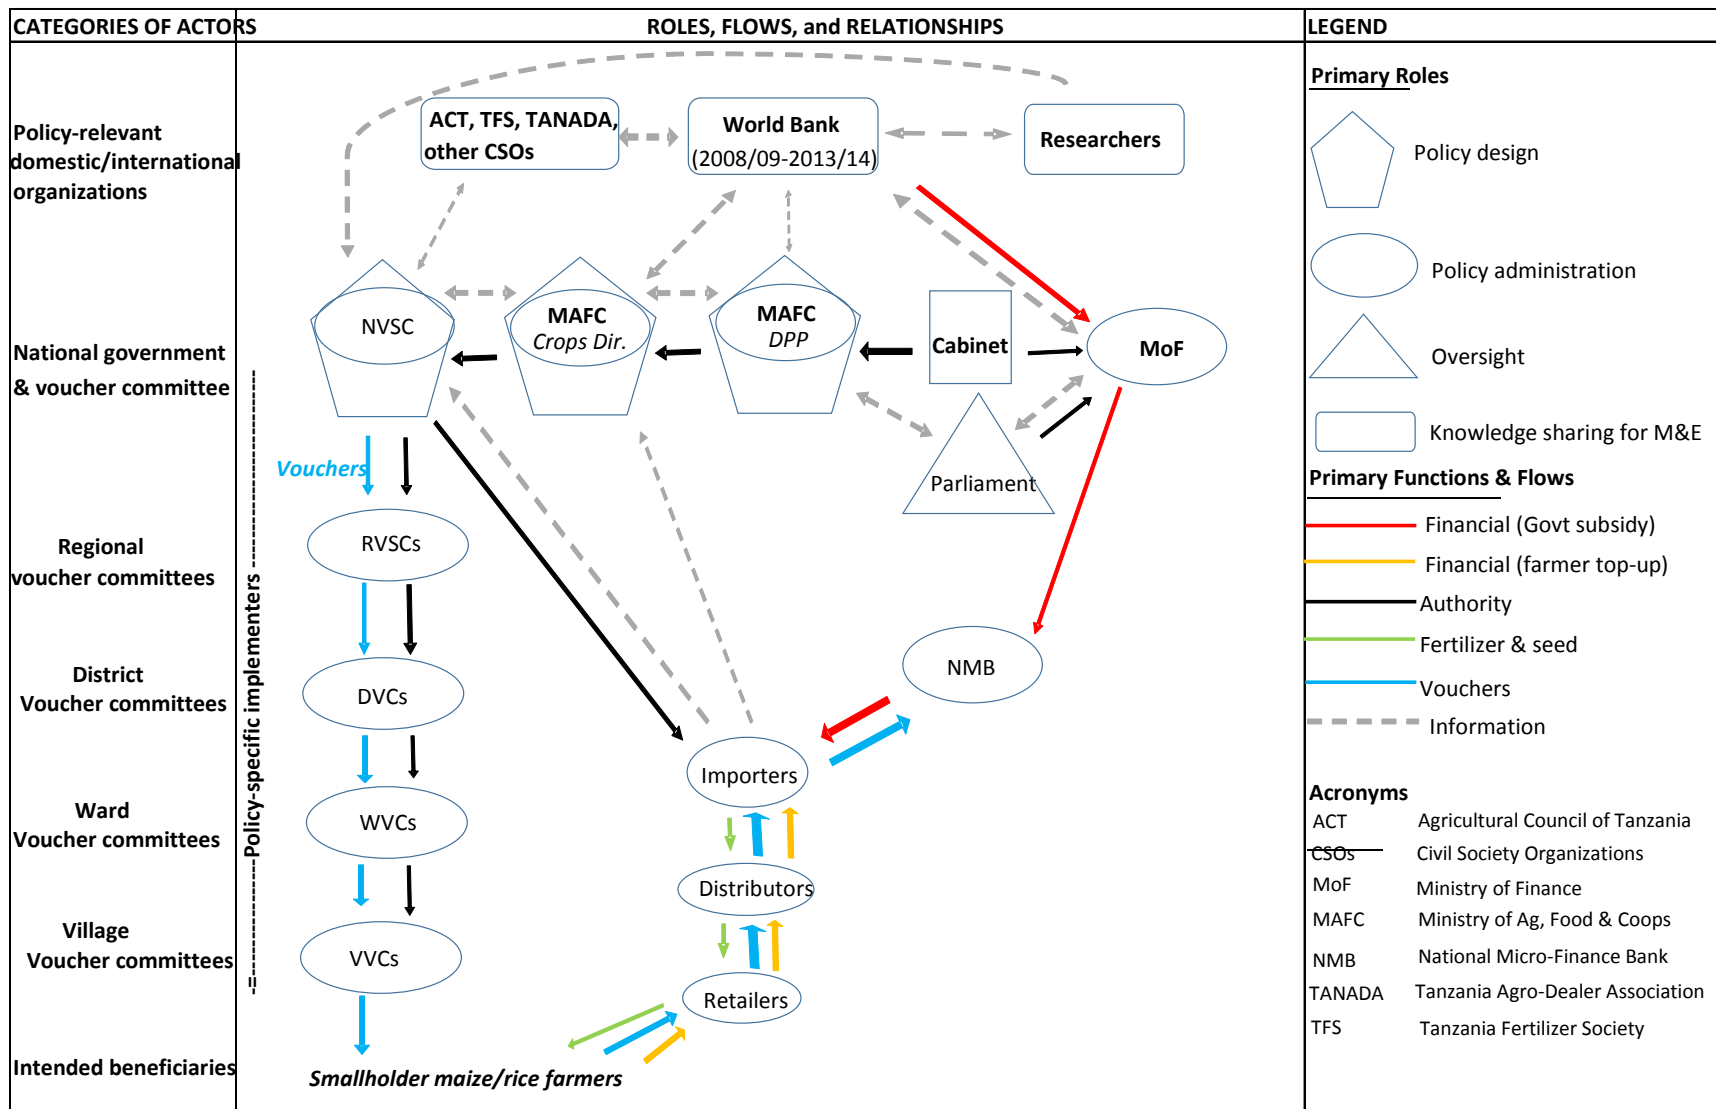 CATEGORIES OF ACTORS
ROLES, FLOWS, and RELATIONSHIPS
LEGEND
Policy-relevant
domestic/international
organizations
ACT, TFS, TANADA,
other CSOs
World Bank
(2008/09-2013/14)
Researchers
National government
& voucher committee
NVSC
MAFC
Crops Dir.
MAFC
DPP
Cabinet
MoF
Parliament
Vouchers
Policy-specific implementers
Regional
voucher committees
RVSCs
District
Voucher committees
DVCs
NMB
Importers
Ward
Voucher committees
WVCs
Distributors
Village
Voucher committees
VVCs
Retailers
Intended beneficiaries
Smallholder maize/rice farmers
Primary Roles
Policy design
Policy administration
Oversight
Knowledge sharing for M&E
Primary Functions & Flows
Financial (Govt subsidy)
Financial (farmer top-up)
Authority
Fertilizer & seed
Vouchers
Information
Acronyms
ACT Agricultural Council of Tanzania
CSOs Civil Society Organizations
MoF Ministry of Finance
MAFC Ministry of Ag, Food & Coops
NMB National Micro-Finance Bank
TANADA Tanzania Agro-Dealer Association
TFS Tanzania Fertilizer Society